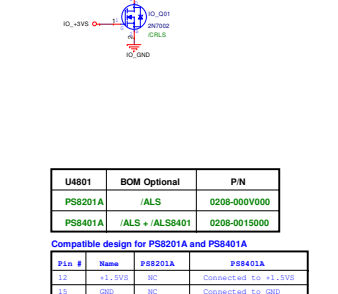 IO_Q01
IO_+3VS
1
2N7002
/CRLS
2
IO_GND
U4801 BOM Optional P/N
PS8201A /ALS 0208-000V000
PS8401A /ALS + /ALS8401 0208-0015000
Compatible design for PS8201A and PS8401A
Pin # Name PS8201A PS8401A
12 +1.5VS NC Connected to +1.5VS
15 GND NC Connected to GND